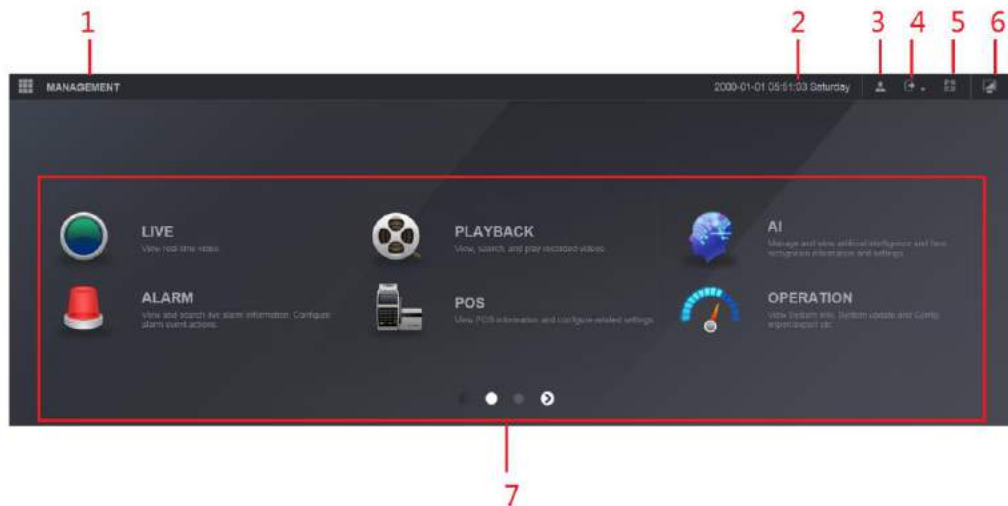 1
2
3
4
5
6
MANAGEMENT
2000-01-01 05:51:03 Saturday
LIVE
View real-time video.
PLAYBACK
View, search, and play recorded videos.
AI
Manage and view artificial intelligence and face
recognition information and settings.
ALARM
View and search live alarm information. Configure
alarm event actions.
POS
View POS information and configure related settings.
OPERATION
View System Info, System update and Config
import/export etc.
7